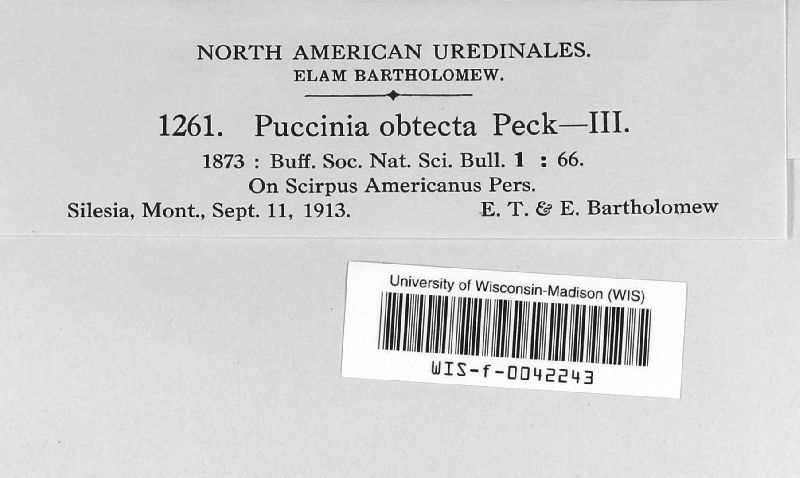 NORTH AMERICAN UREDINALES.
ELAM BARTHOLOMEW.
1261. Puccinia obtecta Peck—III.
1873 : Buff. Soc. Nat. Sci. Bull. 1 : 66.
On Scirpus Americanus Pers.
Silesia, Mont., Sept. 11, 1913. E. T. & E. Bartholomew
University of Wisconsin-Madison (WIS)
WIS-f-0042243